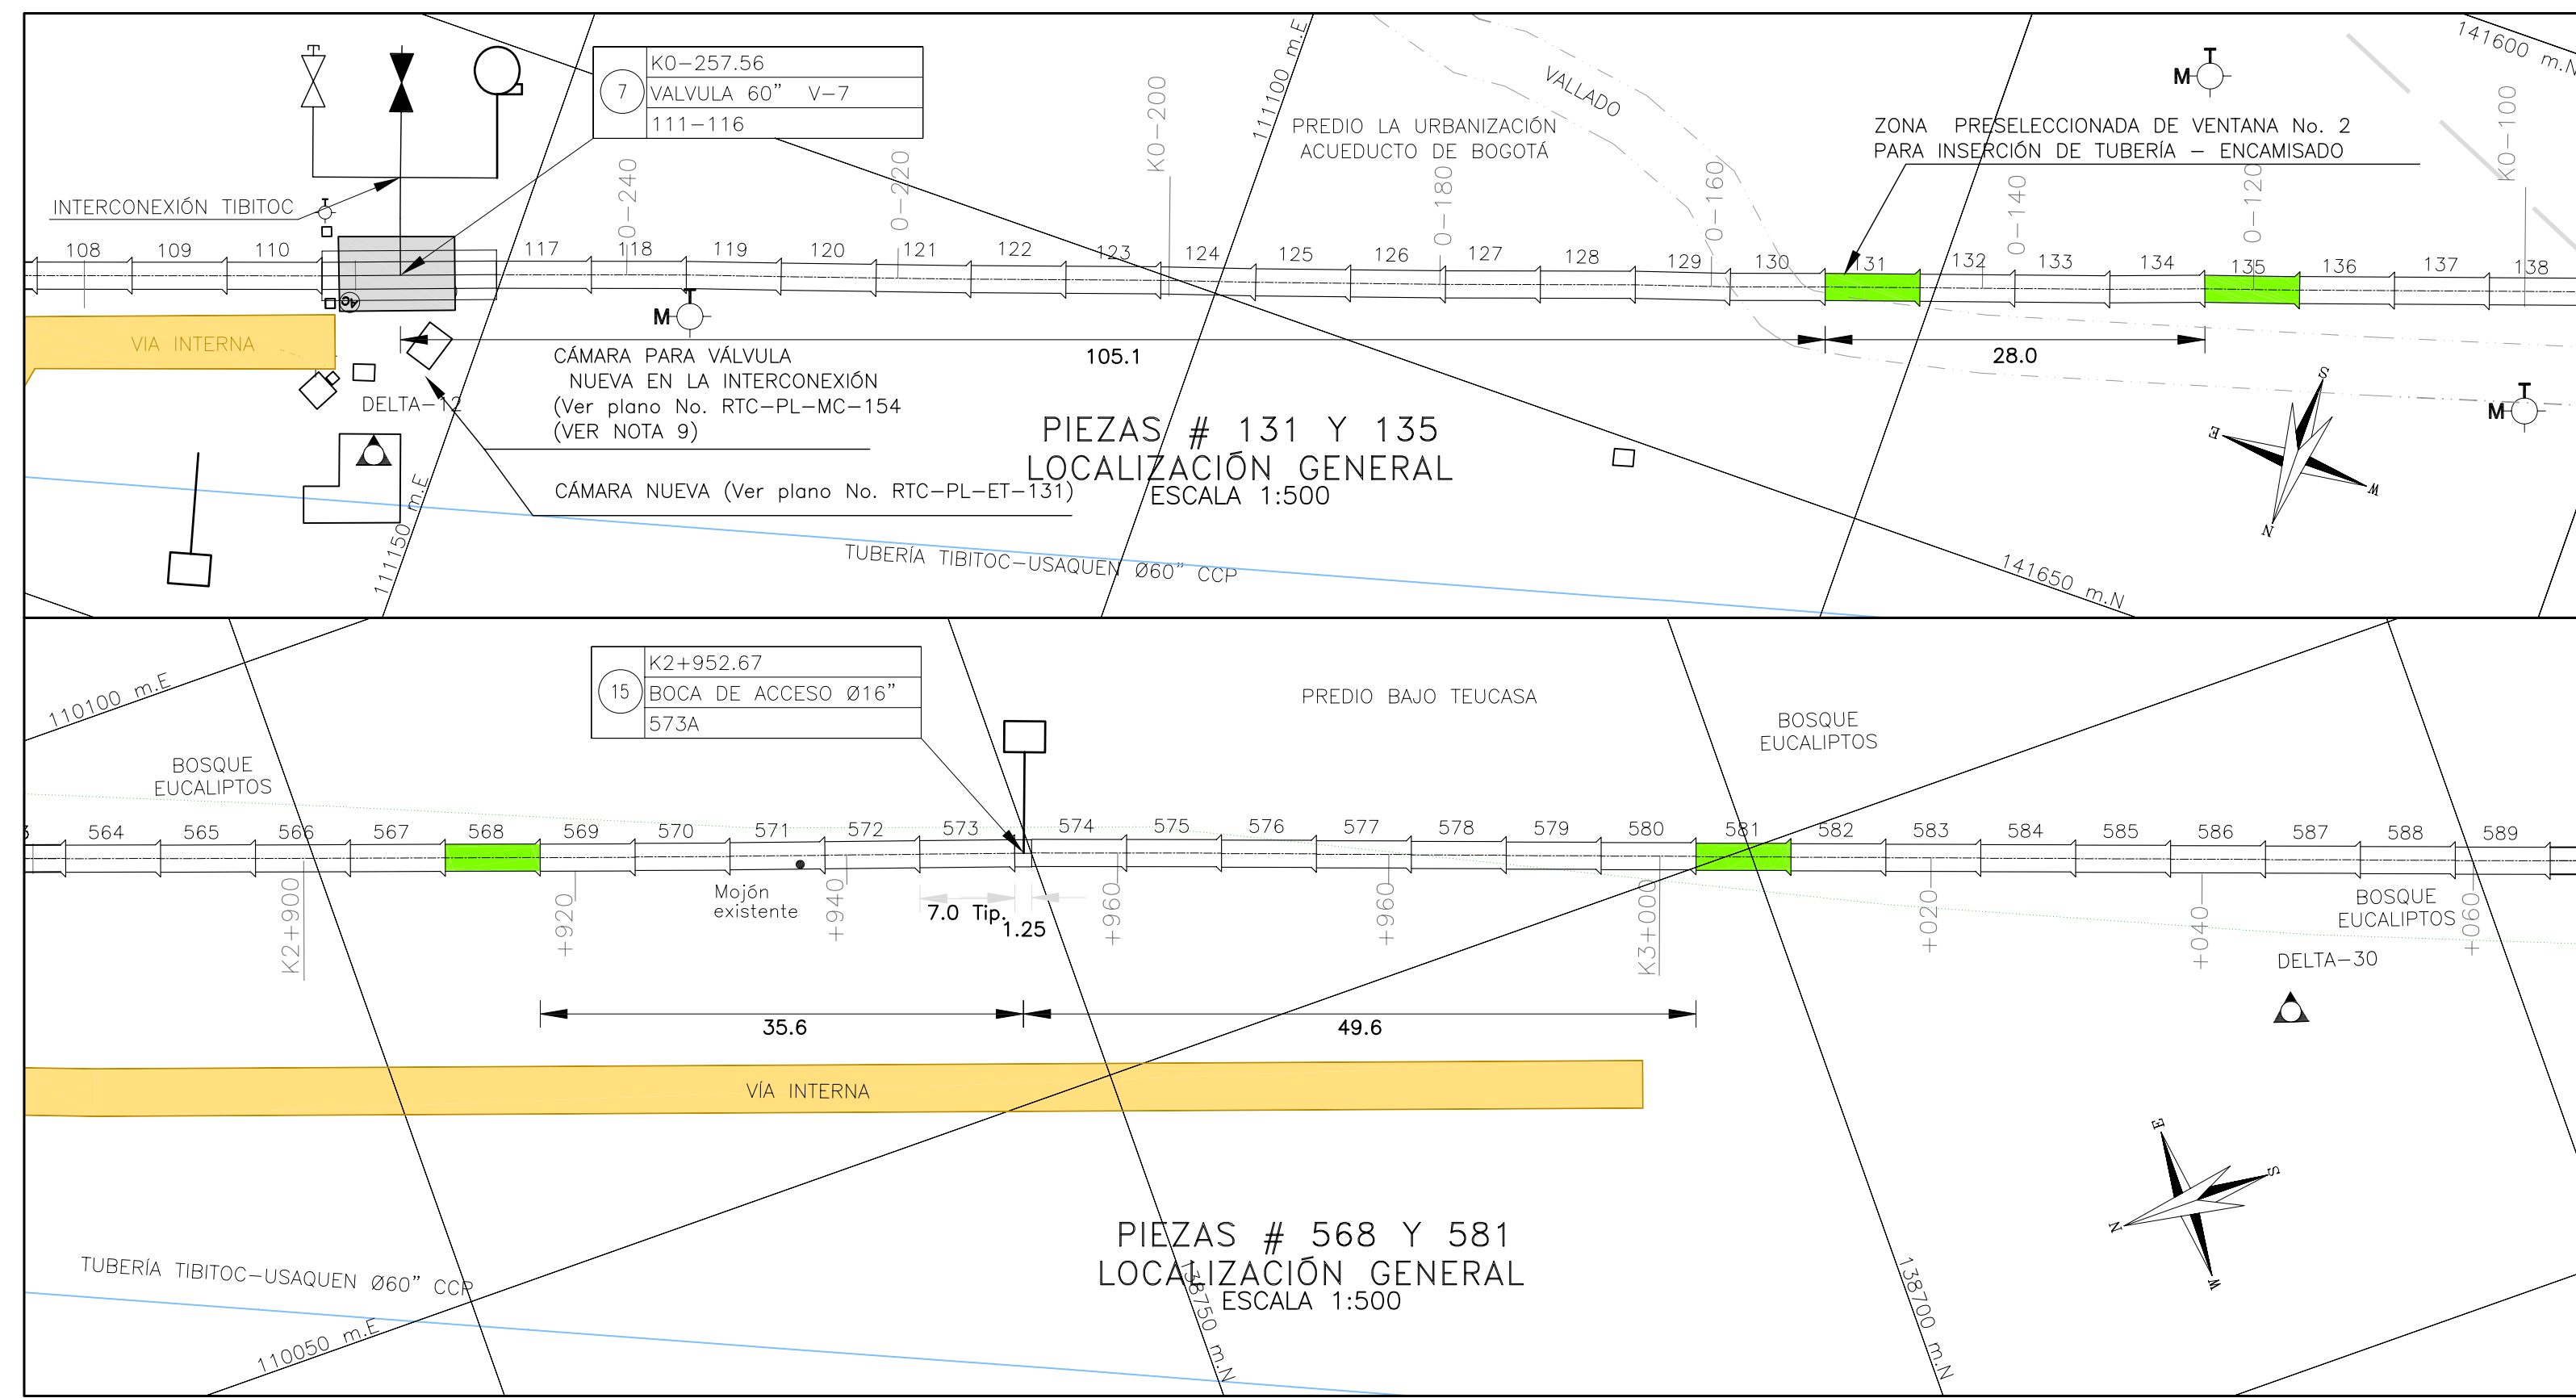 K0-257.56
7
VALVULA 60" V-7
111-116
INTERCONEXIÓN TIBITOC
111100 m.E
VALLADO
PREDIO LA URBANIZACIÓN
ACUEDUCTO DE BOGOTÁ
K0-200
0-240
0-220
0-180
0-160
0-140
0-120
K0-100
141600 m.N
M T
ZONA PRESELECCIONADA DE VENTANA No. 2
PARA INSERCIÓN DE TUBERÍA – ENCAMISADO
108 109 110 117 118 119 120 121 122 123 124 125 126 127 128 129 130 131 132 133 134 135 136 137 138
M T
VIA INTERNA
105.1
28.0
CÁMARA PARA VÁLVULA
NUEVA EN LA INTERCONEXIÓN
(Ver plano No. RTC-PL-MC-154
(VER NOTA 9)
DELTA-12
M T
S
E
W
N
PIEZAS # 131 Y 135
LOCALIZACIÓN GENERAL
ESCALA 1:500
CÁMARA NUEVA (Ver plano No. RTC-PL-ET-131)
111150 m.E
TUBERÍA TIBITOC-USAQUEN Ø60" CCP
141650 m.N
K2+952.67
15
BOCA DE ACCESO Ø16"
573A
110100 m.E
PREDIO BAJO TEUCASA
BOSQUE
EUCALIPTOS
BOSQUE
EUCALIPTOS
564 565 566 567 568 569 570 571 572 573 574 575 576 577 578 579 580 581 582 583 584 585 586 587 588 589
Mojón
existente
7.0 Tip.
1.25
K2+900
+920
+940
+960
+960
K3+000
+020
+040
+060
BOSQUE
EUCALIPTOS
DELTA-30
35.6
49.6
VÍA INTERNA
E
S
N
W
PIEZAS # 568 Y 581
LOCALIZACIÓN GENERAL
ESCALA 1:500
TUBERÍA TIBITOC-USAQUEN Ø60" CCP
110050 m.E
138750 m.N
138700 m.N